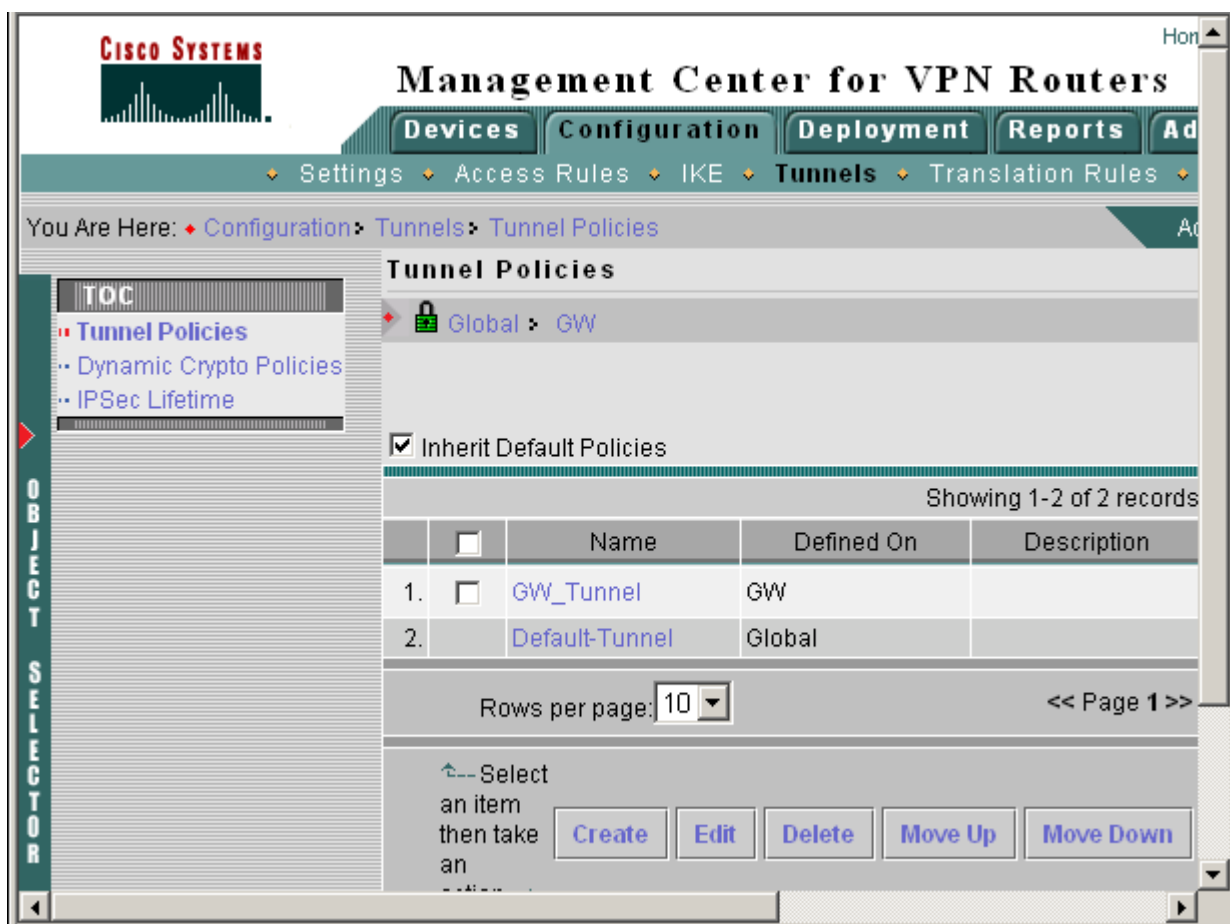 CISCO SYSTEMS
Hon
Management Center for VPN Routers
Devices Configuration Deployment Reports Ad
Settings Access Rules IKE Tunnels Translation Rules
You Are Here: Configuration Tunnels Tunnel Policies
Tunnel Policies
TOC
Tunnel Policies
Dynamic Crypto Policies
IPSec Lifetime
OBJECT SELECTOR
Global GW
Inherit Default Policies
Showing 1-2 of 2 records
Name Defined On Description
1. GW_Tunnel GW
2. Default-Tunnel Global
Rows per page: 10 << Page 1 >>
Select
an item
then take
an
Create Edit Delete Move Up Move Down